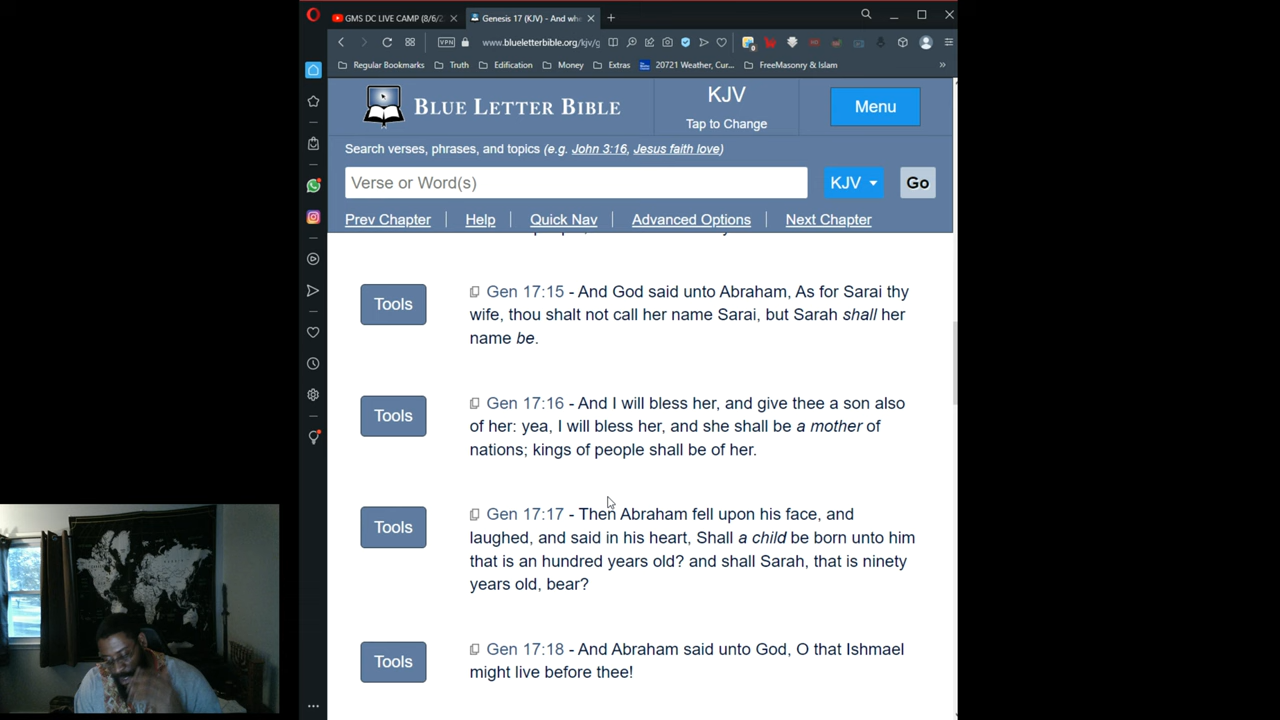 GMS DC LIVE CAMP (8/6/2
Genesis 17 (KJV) - And whe
VPN
www.blueletterbible.org/kjv/g
Regular Bookmarks
Truth
Edification
Money
Extras
20721 Weather, Cur...
FreeMasonry & Islam
BLUE LETTER BIBLE
KJV
Tap to Change
Menu
Search verses, phrases, and topics (e.g. John 3:16, Jesus faith love)
Verse or Word(s)
KJV
Go
Prev Chapter
Help
Quick Nav
Advanced Options
Next Chapter
Tools
Gen 17:15 - And God said unto Abraham, As for Sarai thy
wife, thou shalt not call her name Sarai, but Sarah shall her
name be.
Tools
Gen 17:16 - And I will bless her, and give thee a son also
of her: yea, I will bless her, and she shall be a mother of
nations; kings of people shall be of her.
Tools
Gen 17:17 - Then Abraham fell upon his face, and
laughed, and said in his heart, Shall a child be born unto him
that is an hundred years old? and shall Sarah, that is ninety
years old, bear?
Tools
Gen 17:18 - And Abraham said unto God, O that Ishmael
might live before thee!